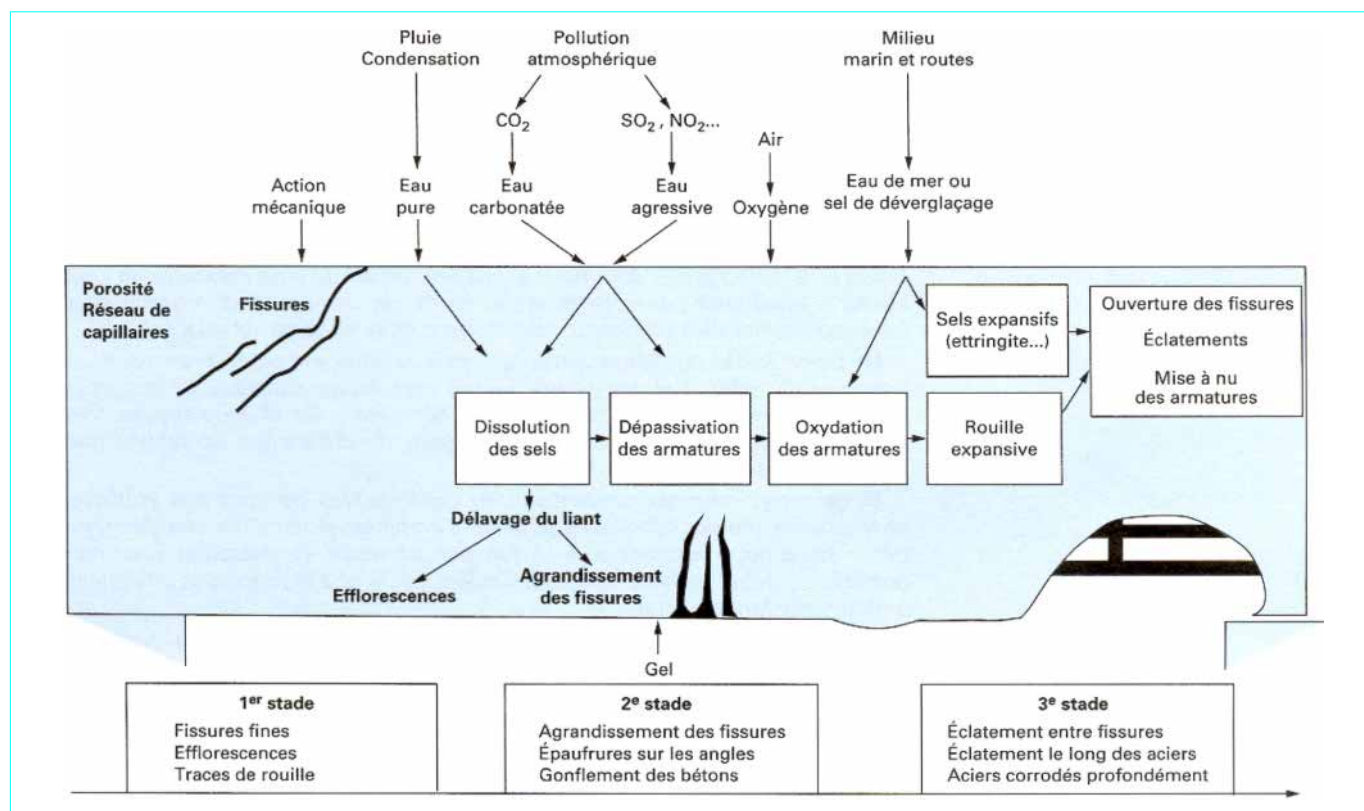 Pluie
Condensation
Pollution
atmosphérique
Milieu
marin et routes
CO₂
SO₂, NO₂...
Air
Action
mécanique
Eau
pure
Eau
carbonatée
Eau
agressive
Oxygène
Eau de mer ou
sel de déverglaçage
Porosité
Réseau de
capillaires
Fissures
Sels expansifs
(ettringite...)
Ouverture des fissures
Éclatements
Mise à nu
des armatures
Dissolution
des sels
Dépassivation
des armatures
Oxydation
des armatures
Rouille
expansive
Délavage du liant
Efflorescences
Agrandissement
des fissures
Gel
1er stade
Fissures fines
Efflorescences
Traces de rouille
2e stade
Agrandissement des fissures
Épaufrures sur les angles
Gonflement des bétons
3e stade
Éclatement entre fissures
Éclatement le long des aciers
Aciers corrodés profondément